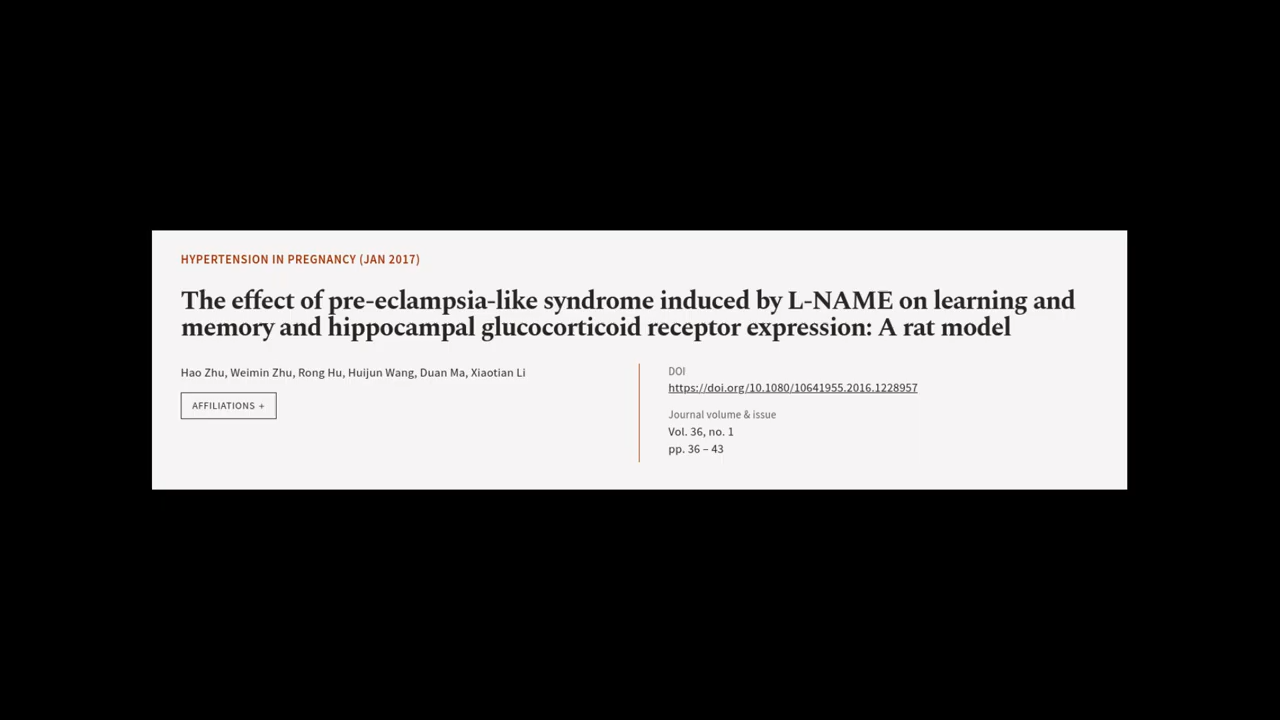 HYPERTENSION IN PREGNANCY (JAN 2017)
The effect of pre-eclampsia-like syndrome induced by L-NAME on learning and
memory and hippocampal glucocorticoid receptor expression: A rat model
Hao Zhu, Weimin Zhu, Rong Hu, Huijun Wang, Duan Ma, Xiaotian Li
AFFILIATIONS +
DOI
https://doi.org/10.1080/10641955.2016.1228957
Journal volume & issue
Vol. 36, no. 1
pp. 36 – 43